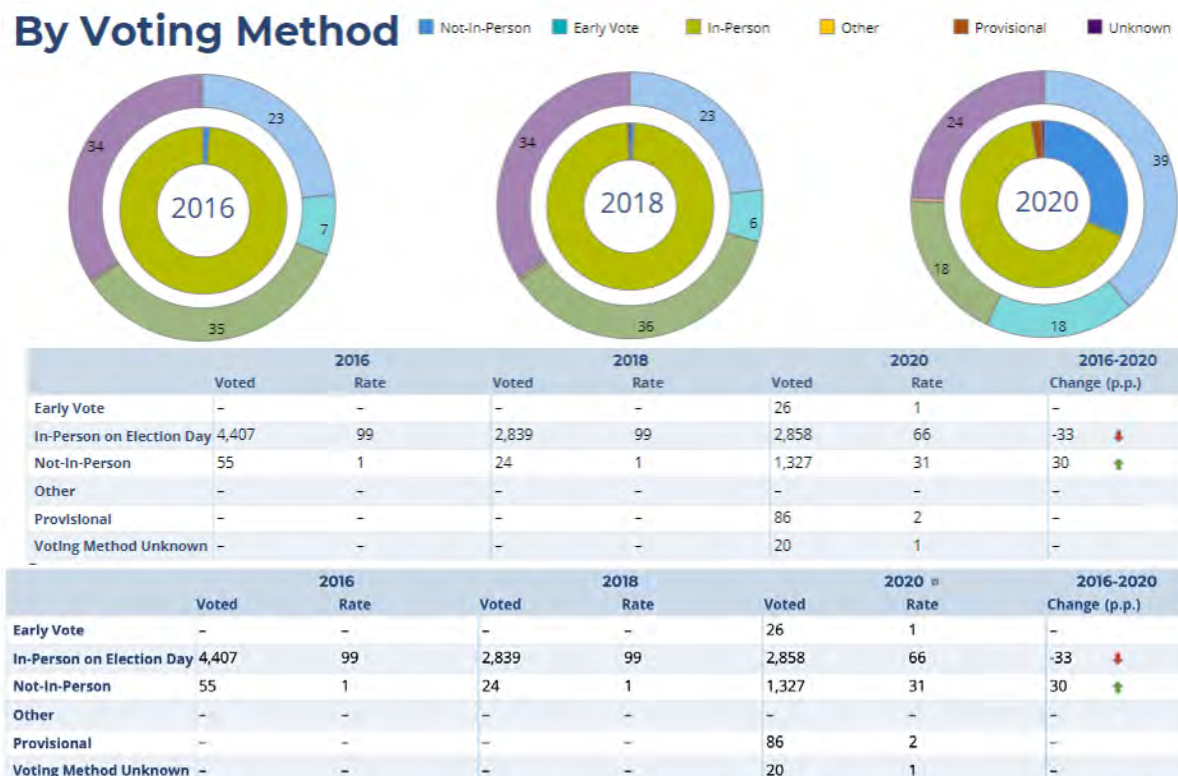 By Voting Method Not-In-Person Early Vote In-Person Other Provisional Unknown
34 23 7 35 2016
34 23 6 36 2018
24 39 18 18 2020
2016 2018 2020 2016-2020
Voted Rate Voted Rate Voted Rate Change (p.p.)
Early Vote – – – – 26 1 –
In-Person on Election Day 4,407 99 2,839 99 2,858 66 -33
Not-In-Person 55 1 24 1 1,327 31 30
Other – – – – – – –
Provisional – – – – 86 2 –
Voting Method Unknown – – – – 20 1 –
2016 2018 2020 2016-2020
Voted Rate Voted Rate Voted Rate Change (p.p.)
Early Vote – – – – 26 1 –
In-Person on Election Day 4,407 99 2,839 99 2,858 66 -33
Not-In-Person 55 1 24 1 1,327 31 30
Other – – – – – – –
Provisional – – – – 86 2 –
Voting Method Unknown – – – – 20 1 –